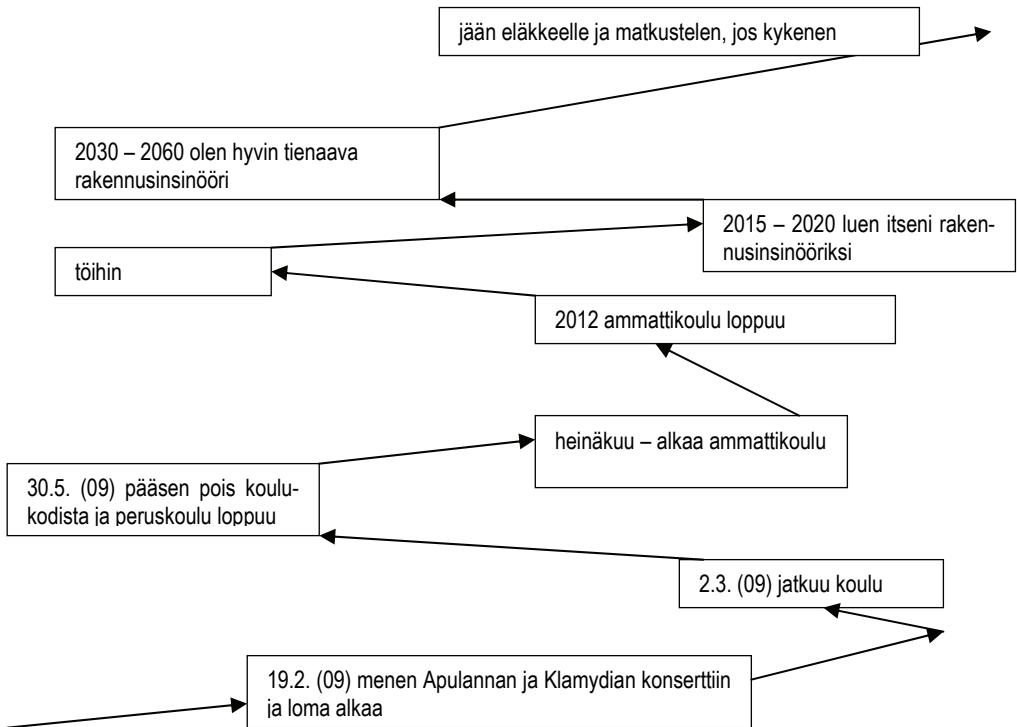 jään eläkkeelle ja matkustelen, jos kykenen
2030 – 2060 olen hyvin tienaava
rakennusinsinööri
2015 – 2020 luen itseni raken-
nusinsinööriksi
töihin
2012 ammattikoulu loppuu
heinäkuu – alkaa ammattikoulu
30.5. (09) pääsen pois koulu-
kodista ja peruskoulu loppuu
2.3. (09) jatkuu koulu
19.2. (09) menen Apulannan ja Klamydian konserttiin
ja loma alkaa